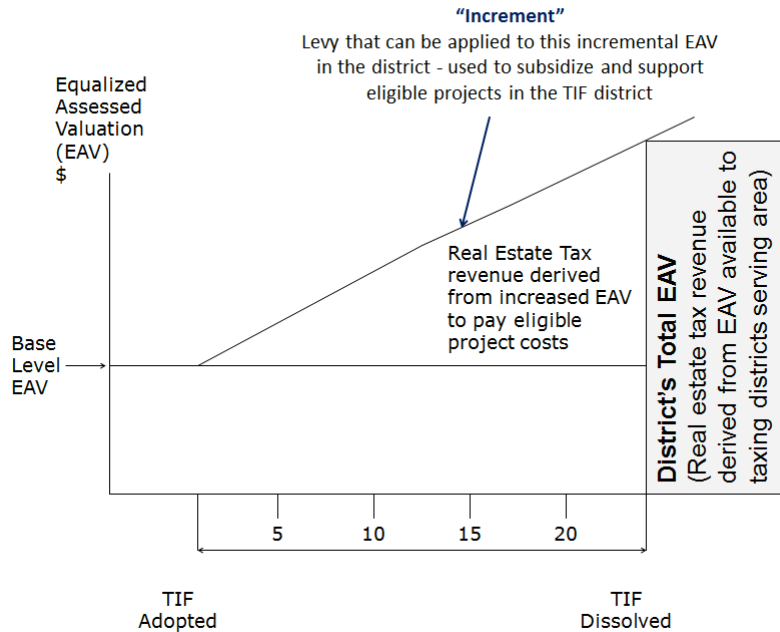 “Increment”
Levy that can be applied to this incremental EAV
in the district - used to subsidize and support
eligible projects in the TIF district
Equalized
Assessed
Valuation
(EAV)
$
Real Estate Tax
revenue derived
from increased EAV
to pay eligible
project costs
Base
Level
EAV
District’s Total EAV
(Real estate tax revenue
derived from EAV available to
taxing districts serving area)
5
10
15
20
TIF
Adopted
TIF
Dissolved